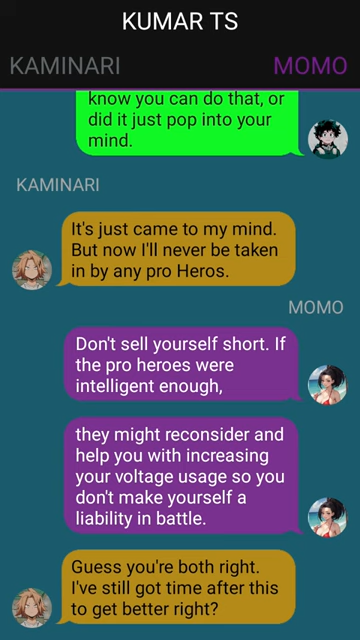 KUMAR TS
KAMINARI
MOMO
know you can do that, or
did it just pop into your
mind.
KAMINARI
It's just came to my mind.
But now I'll never be taken
in by any pro Heros.
MOMO
Don't sell yourself short. If
the pro heroes were
intelligent enough,
they might reconsider and
help you with increasing
your voltage usage so you
don't make yourself a
liability in battle.
Guess you're both right.
I've still got time after this
to get better right?